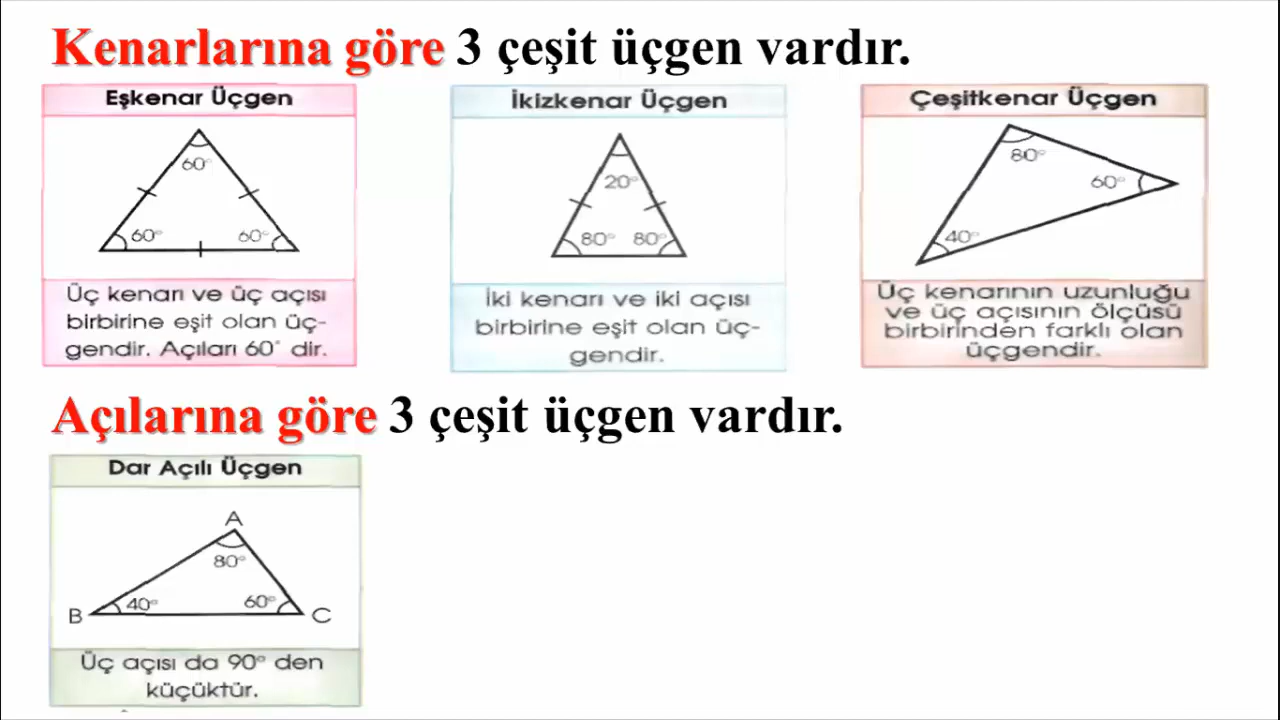 Kenarlarına göre 3 çeşit üçgen vardır.
Eşkenar Üçgen
60°
60° 60°
Üç kenarı ve üç açısı
birbirine eşit olan üç-
gendir. Açıları 60° dir.
İkizkenar Üçgen
20°
80° 80°
İki kenarı ve iki açısı
birbirine eşit olan üç-
gendir.
Çeşitkenar Üçgen
80°
60°
40°
Üç kenarının uzunluğu
ve üç açısının ölçüsü
birbirinden farklı olan
üçgendir.
Açılarına göre 3 çeşit üçgen vardır.
Dar Açılı Üçgen
A
80°
B 40° 60° C
Üç açısı da 90° den
küçüktür.